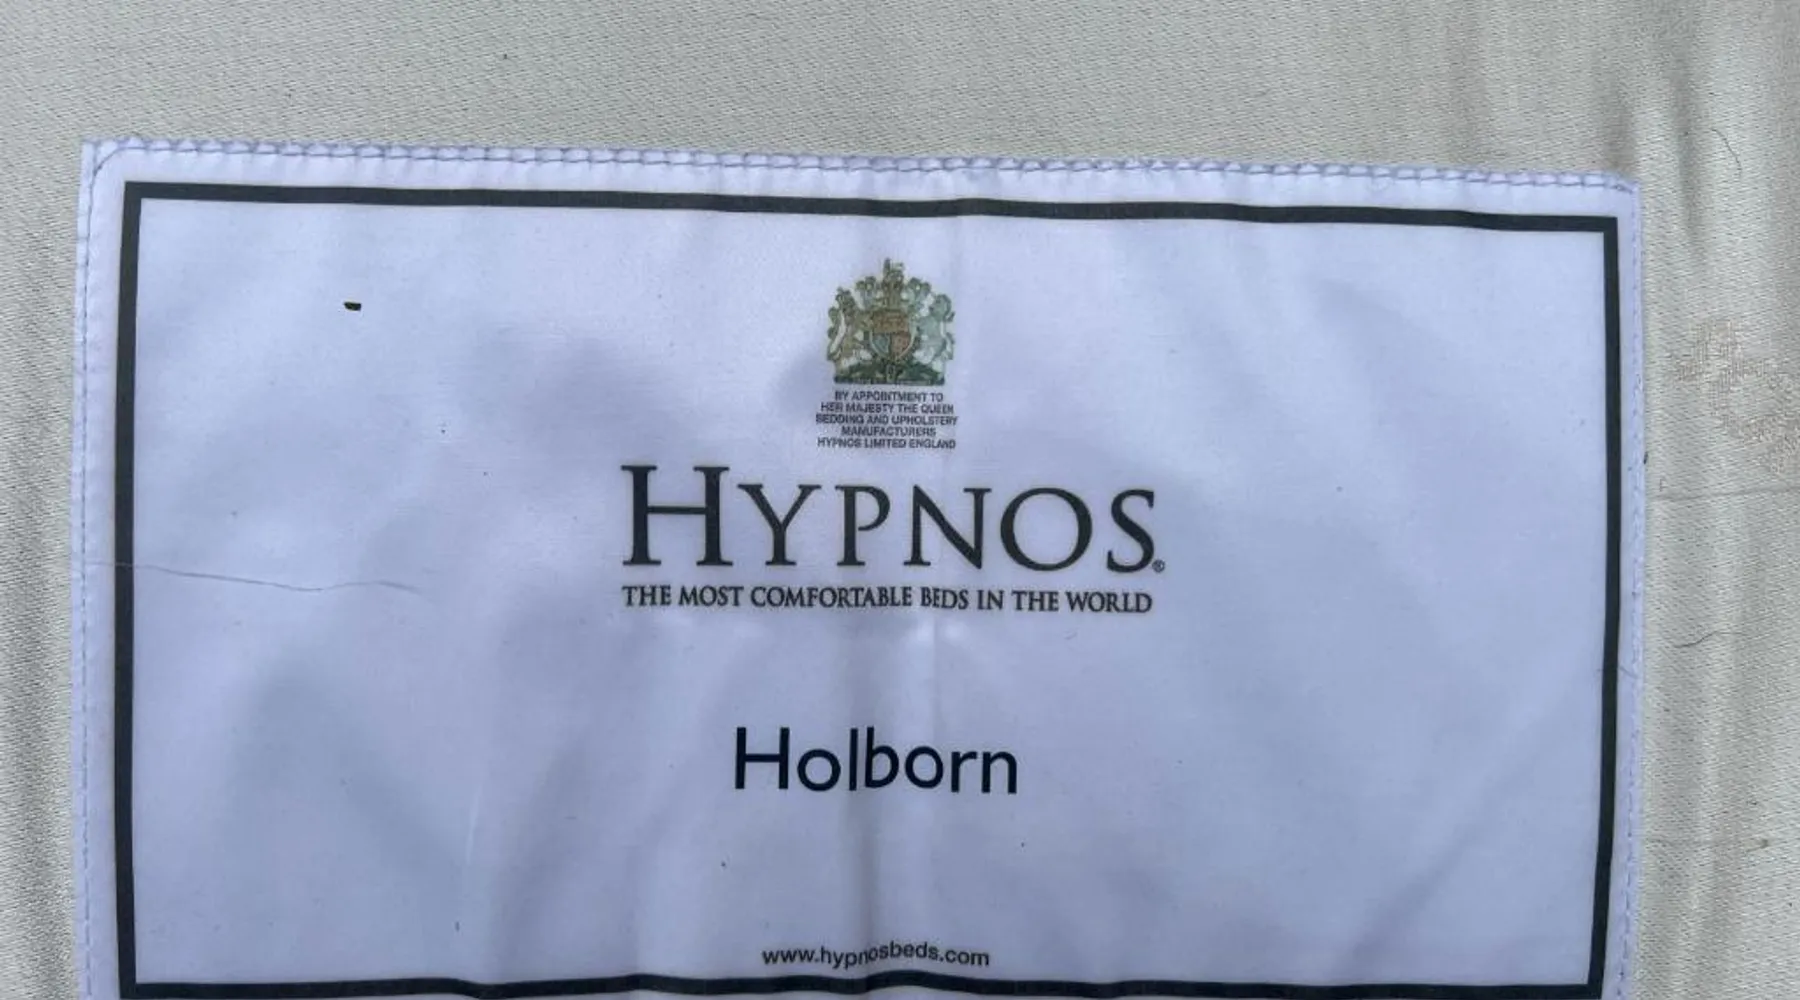 BY APPOINTMENT TO
HER MAJESTY THE QUEEN
BEDDING AND UPHOLSTERY
MANUFACTURERS
HYPNOS LIMITED ENGLAND
HYPNOS®
THE MOST COMFORTABLE BEDS IN THE WORLD
Holborn
www.hypnosbeds.com